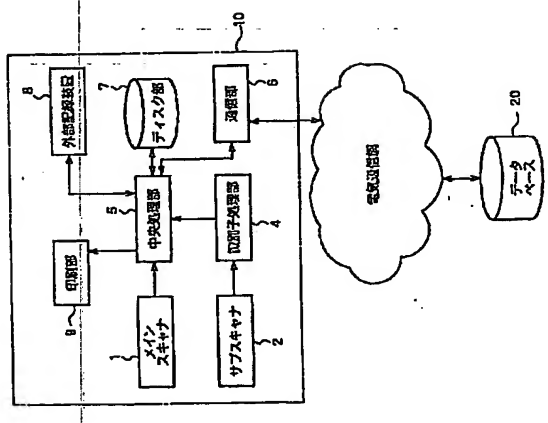 10
8
外部記録装置
印刷部
9
7
ディスク部
5
中央処理部
1
メイン
スキャナ
通信部
6
識別子処理部
4
サブスキャナ
2
電気通信網
20
データ
ベース